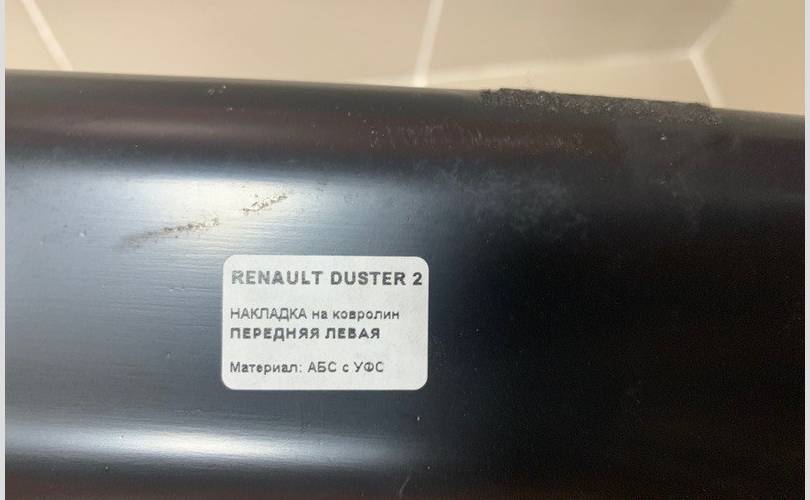 RENAULT DUSTER 2
НАКЛАДКА на ковролин
ПЕРЕДНЯЯ ЛЕВАЯ
Материал: АБС с УФС